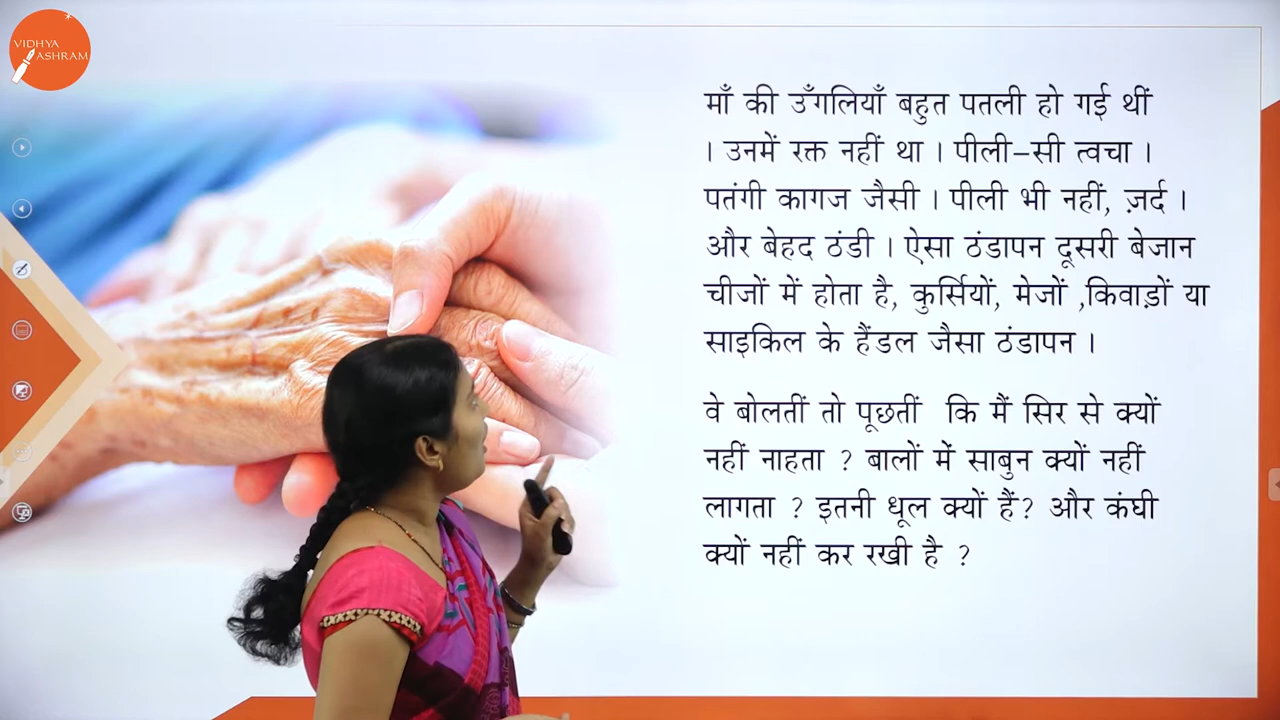 VIDHYA
ASHRAM
माँ की उँगलियाँ बहुत पतली हो गई थीं
। उनमें रक्त नहीं था । पीली–सी त्वचा ।
पतंगी कागज जैसी । पीली भी नहीं, ज़र्द ।
और बेहद ठंडी । ऐसा ठंडापन दूसरी बेजान
चीजों में होता है, कुर्सियों, मेजों ,किवाड़ों या
साइकिल के हैंडल जैसा ठंडापन ।
वे बोलतीं तो पूछतीं कि मैं सिर से क्यों
नहीं नाहता ? बालों में साबुन क्यों नहीं
लागता ? इतनी धूल क्यों हैं? और कंघी
क्यों नहीं कर रखी है ?